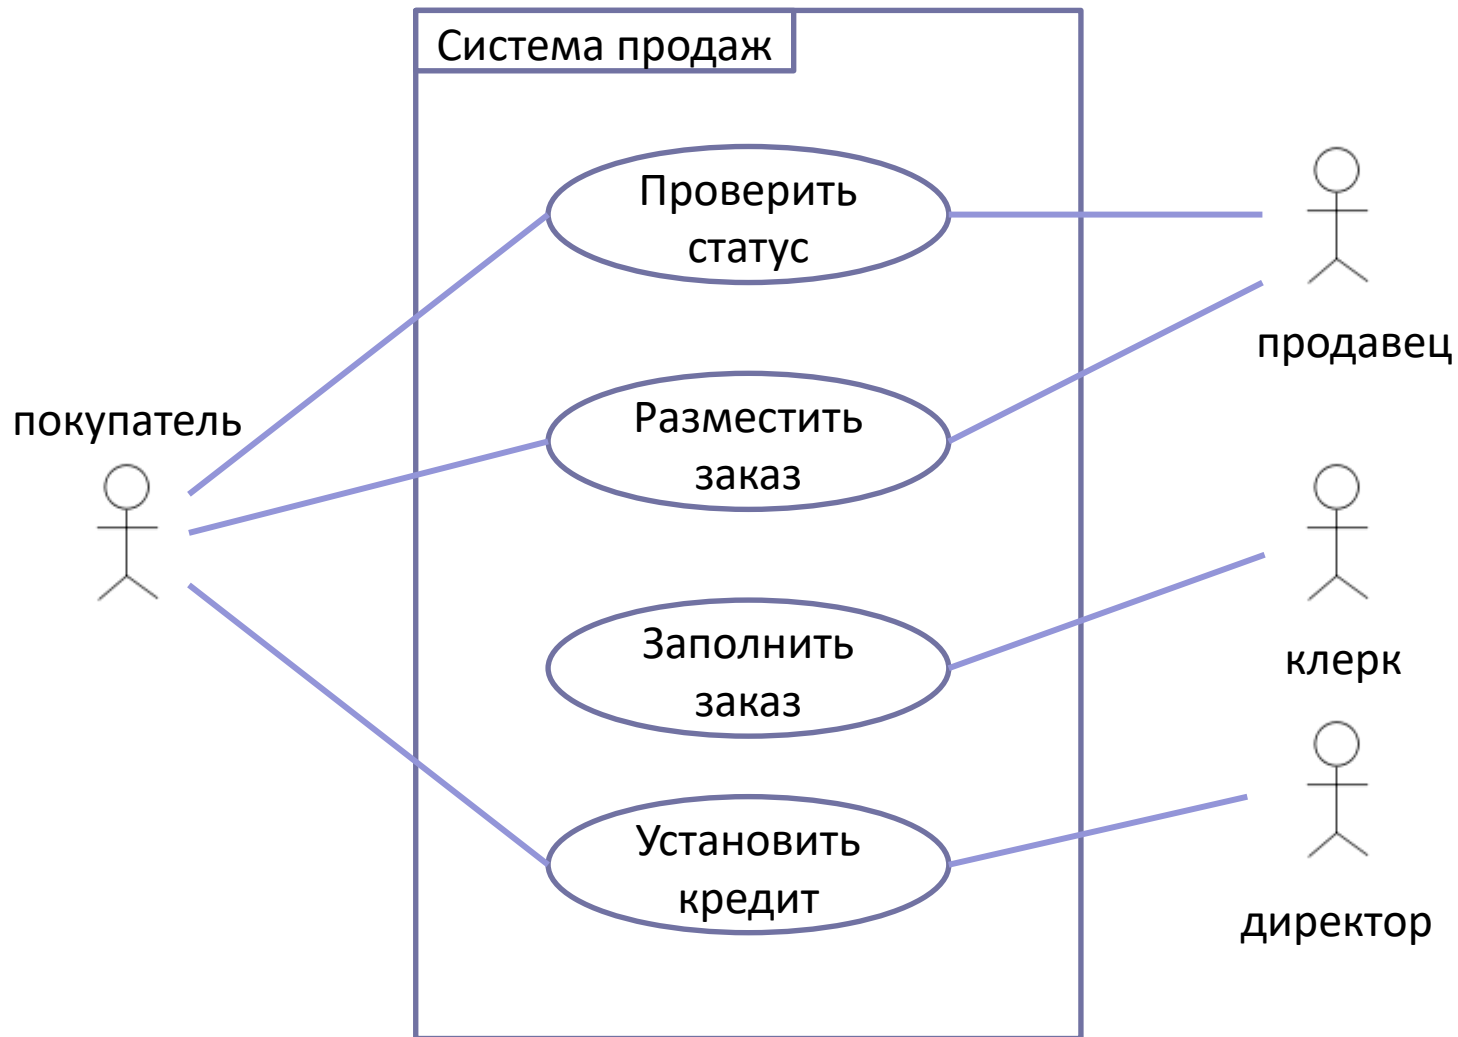 Система продаж
Проверить
статус
продавец
покупатель
Разместить
заказ
Заполнить
заказ
клерк
Установить
кредит
директор